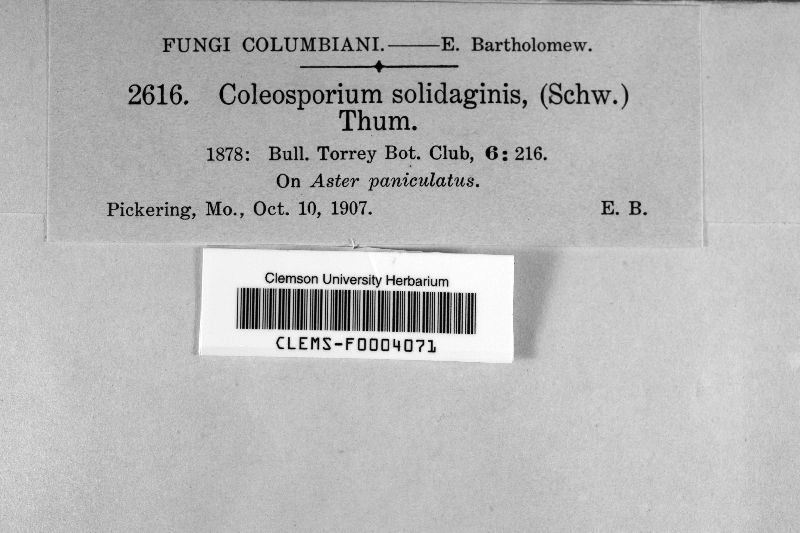 FUNGI COLUMBIANI.——E. Bartholomew.
2616. Coleosporium solidaginis, (Schw.)
Thum.
1878: Bull. Torrey Bot. Club, 6: 216.
On Aster paniculatus.
Pickering, Mo., Oct. 10, 1907. E. B.
Clemson University Herbarium
CLEMS-F0004071